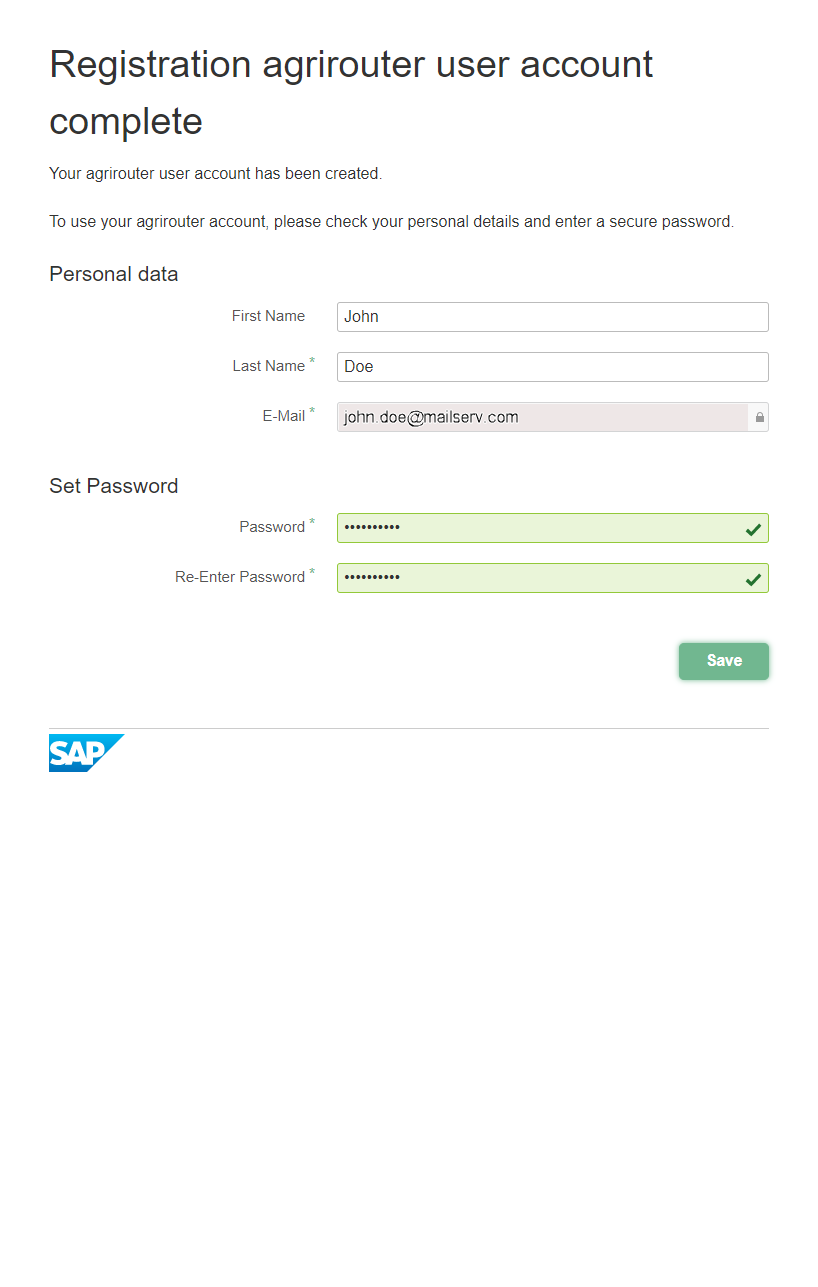 Registration agrirouter user account
complete
Your agrirouter user account has been created.
To use your agrirouter account, please check your personal details and enter a secure password.
Personal data
First Name John
Last Name * Doe
E-Mail * john.doe@mailserv.com
Set Password
Password * ••••••••••
Re-Enter Password * ••••••••••
Save
SAP